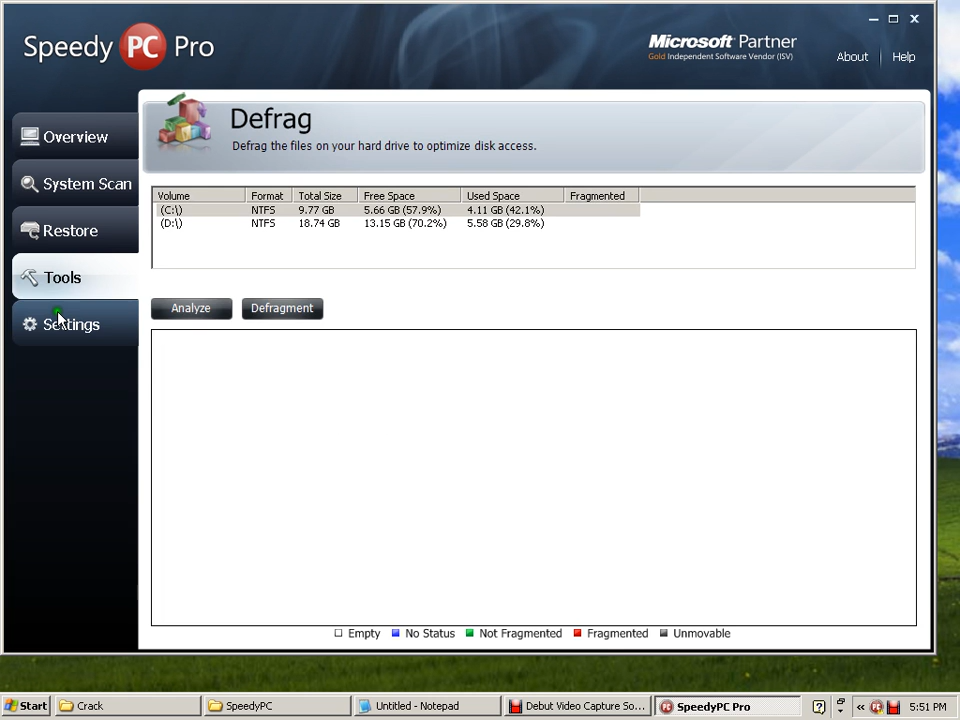 Speedy PC Pro
Microsoft Partner
Gold Independent Software Vendor (ISV)
About
Help
Overview
System Scan
Restore
Tools
Settings
Defrag
Defrag the files on your hard drive to optimize disk access.
Volume Format Total Size Free Space Used Space Fragmented
(C:\) NTFS 9.77 GB 5.66 GB (57.9%) 4.11 GB (42.1%)
(D:\) NTFS 18.74 GB 13.15 GB (70.2%) 5.58 GB (29.8%)
Analyze Defragment
Empty No Status Not Fragmented Fragmented Unmovable
Start Crack SpeedyPC Untitled - Notepad Debut Video Capture So... SpeedyPC Pro 5:51 PM